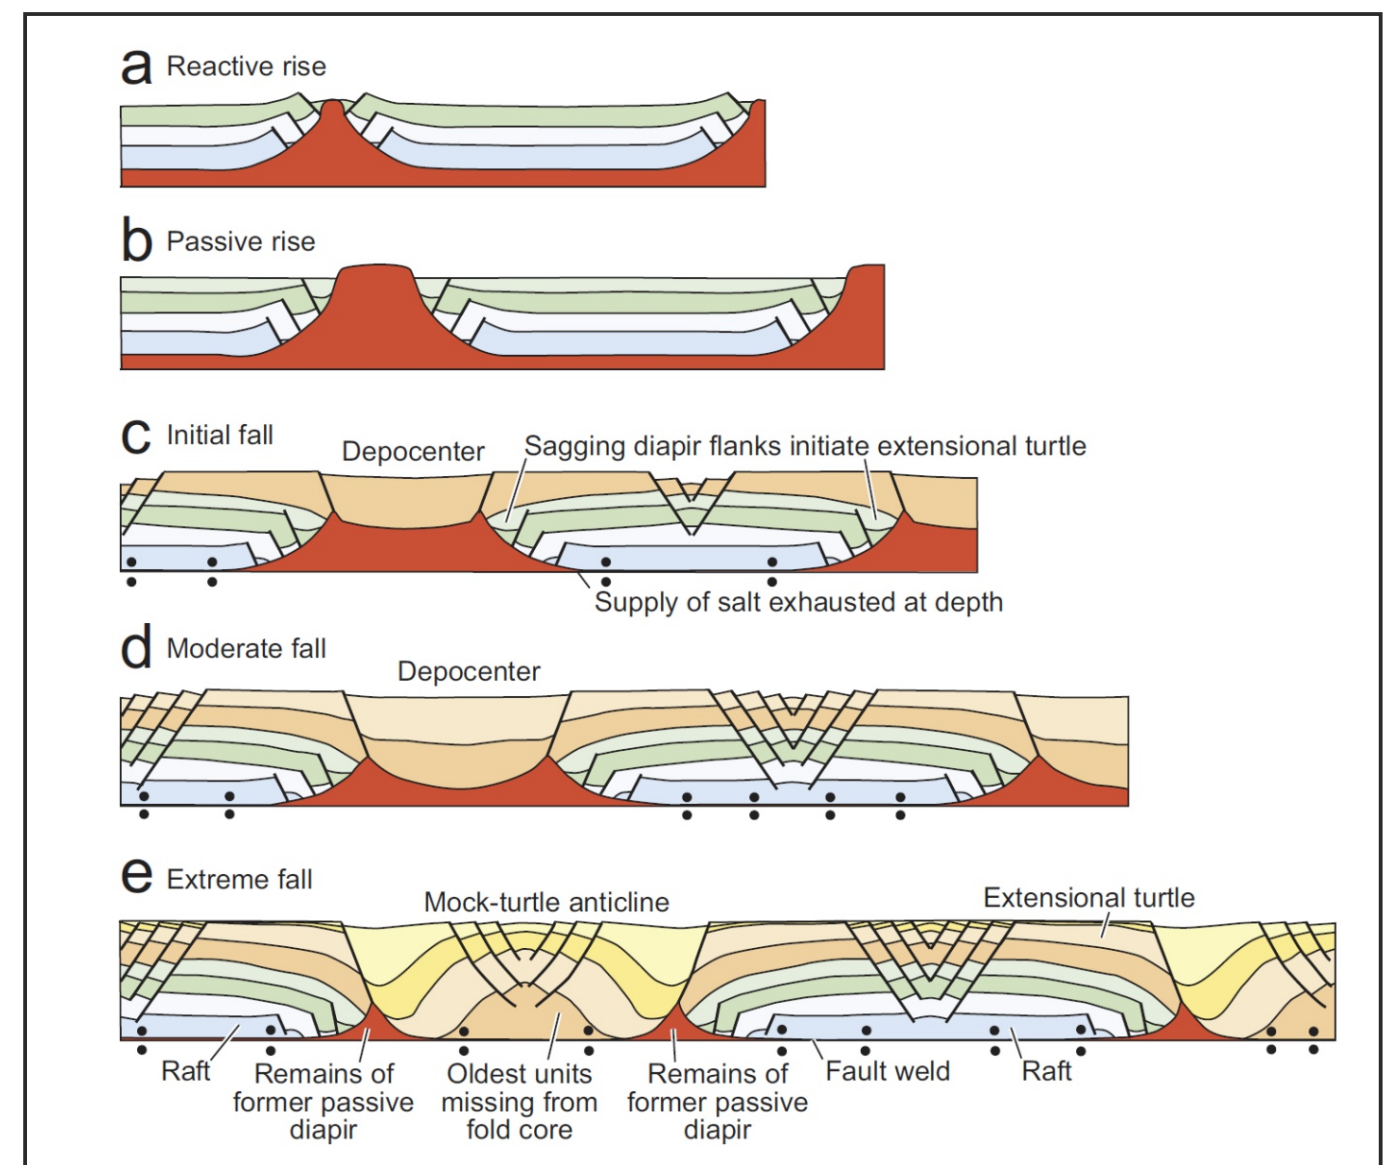 a Reactive rise
b Passive rise
c Initial fall
Depocenter
Sagging diapir flanks initiate extensional turtle
Supply of salt exhausted at depth
d Moderate fall
Depocenter
e Extreme fall
Mock-turtle anticline
Extensional turtle
Raft
Remains of
former passive
diapir
Oldest units
missing from
fold core
Remains of
former passive
diapir
Fault weld
Raft